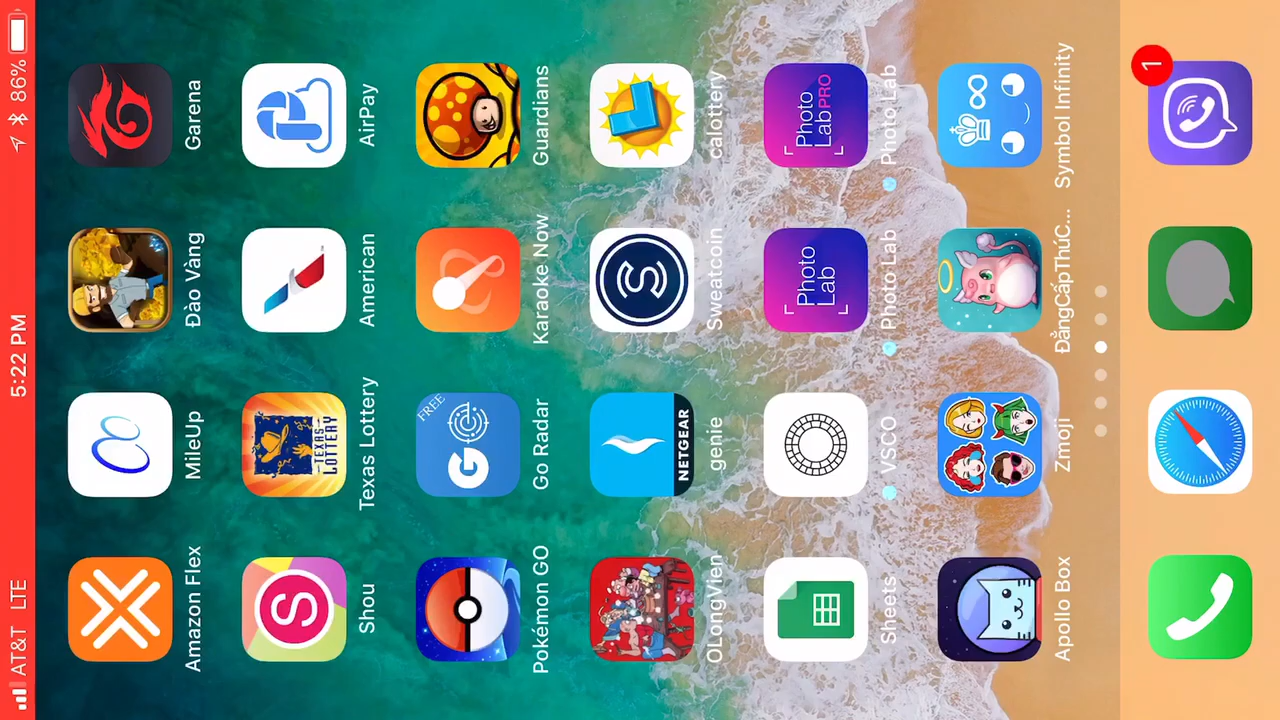 AT&T LTE 5:22 PM 86%
Amazon Flex MileUp Đào Vàng Garena
TEXAS
LOTTERY
Shou Texas Lottery American AirPay
FREE
G
Pokémon GO Go Radar Karaoke Now Guardians
NETGEAR
S
OLongVien genie Sweatcoin calottery
Photo
Lab
Photo
Lab PRO
Sheets VSCO Photo Lab Photo Lab
Apollo Box Zmoji ĐẳngCấpThúC... Symbol Infinity
1